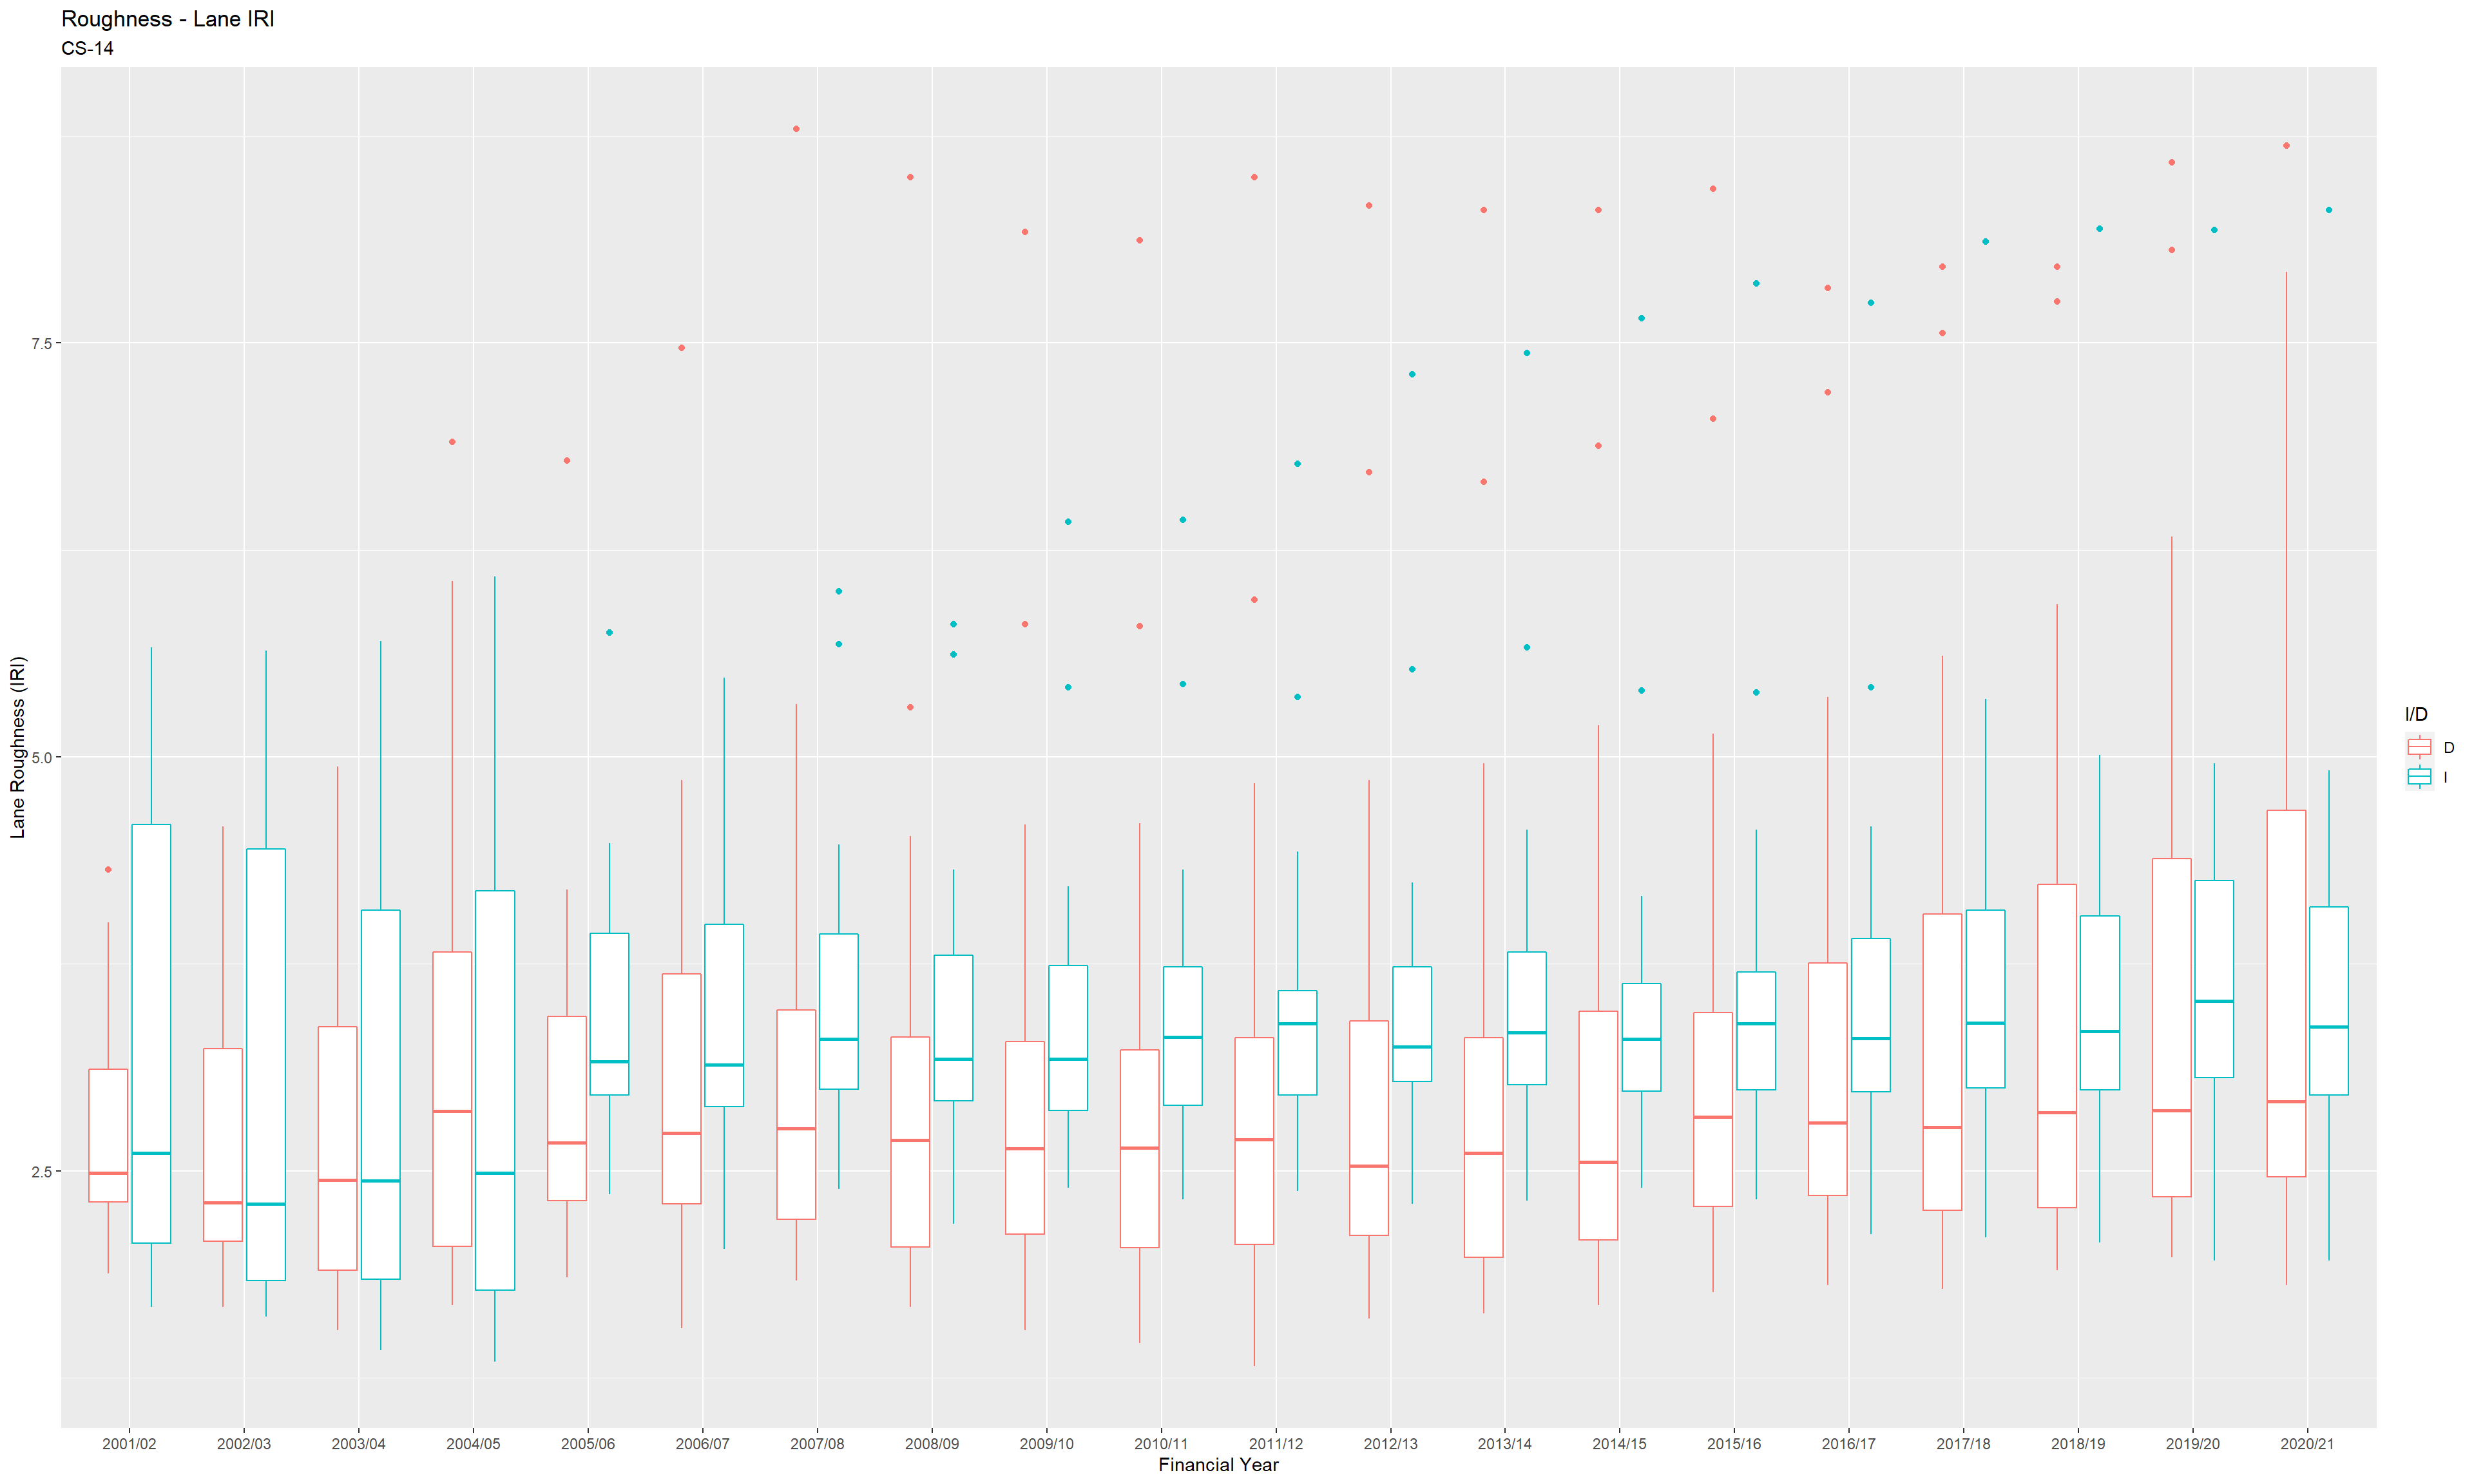 Roughness - Lane IRI
CS-14
Lane Roughness (IRI)
7.5
5.0
2.5
2001/02 2002/03 2003/04 2004/05 2005/06 2006/07 2007/08 2008/09 2009/10 2010/11 2011/12 2012/13 2013/14 2014/15 2015/16 2016/17 2017/18 2018/19 2019/20 2020/21
Financial Year
I/D
D
I